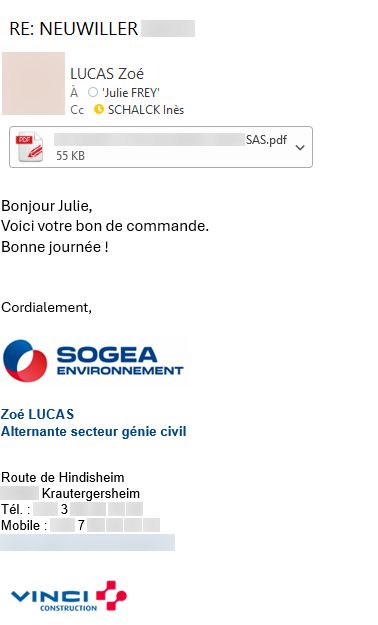 RE: NEUWILLER
LUCAS Zoé
À 'Julie FREY'
Cc SCHALCK Inès
PDF
SAS.pdf
55 KB
Bonjour Julie,
Voici votre bon de commande.
Bonne journée !
Cordialement,
SOGEA
ENVIRONNEMENT
Zoé LUCAS
Alternante secteur génie civil
Route de Hindisheim
Krautergersheim
Tél. : 3
Mobile : 7
VINCI
CONSTRUCTION